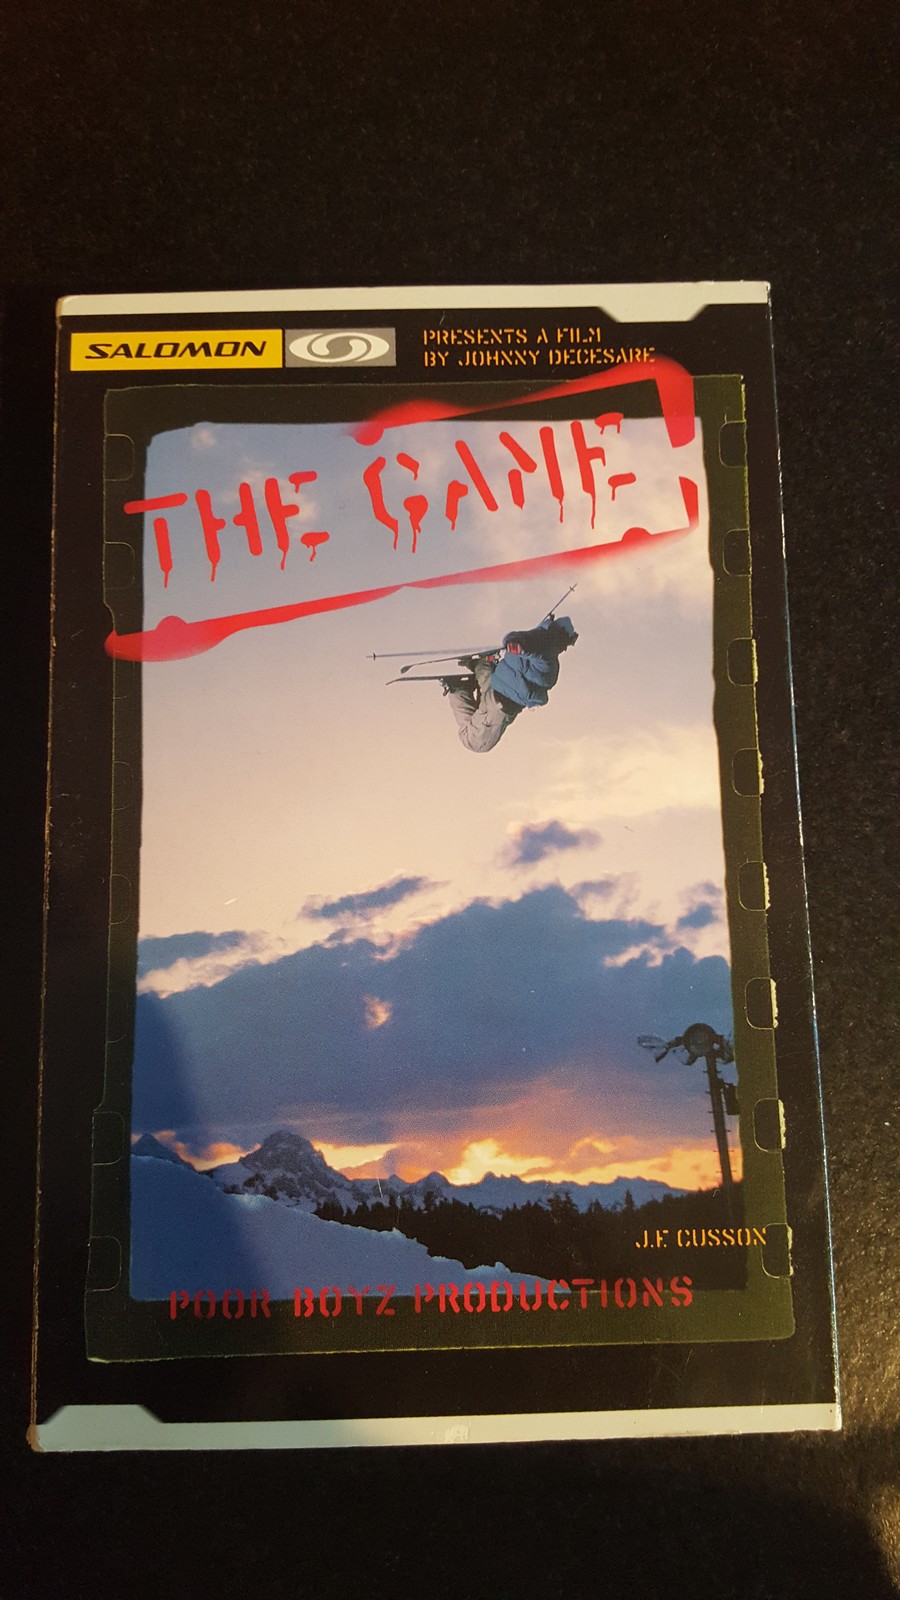 SALOMON
PRESENTS A FILM
BY JOHNNY DECESARE
THE GAME
J.F. CUSSON
POOR BOYZ PRODUCTIONS